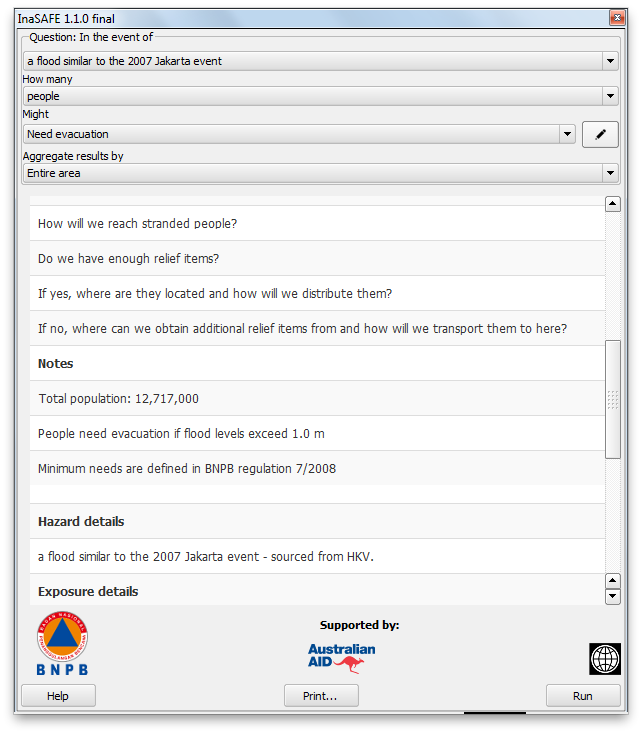 InaSAFE 1.1.0 final
Question: In the event of
a flood similar to the 2007 Jakarta event
How many
people
Might
Need evacuation
Aggregate results by
Entire area
How will we reach stranded people?
Do we have enough relief items?
If yes, where are they located and how will we distribute them?
If no, where can we obtain additional relief items from and how will we transport them to here?
Notes
Total population: 12,717,000
People need evacuation if flood levels exceed 1.0 m
Minimum needs are defined in BNPB regulation 7/2008
Hazard details
a flood similar to the 2007 Jakarta event - sourced from HKV.
Exposure details
BADAN NASIONAL
PENANGGULANGAN BENCANA
BNPB
Supported by:
Australian
AID
Help
Print...
Run